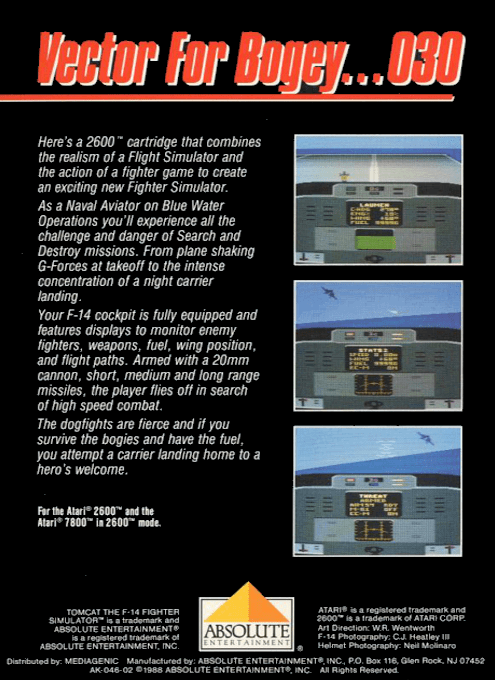 Vector For Bogey...030
Here's a 2600™ cartridge that combines
the realism of a Flight Simulator and
the action of a fighter game to create
an exciting new Fighter Simulator.
As a Naval Aviator on Blue Water
Operations you'll experience all the
challenge and danger of Search and
Destroy missions. From plane shaking
G-Forces at takeoff to the intense
concentration of a night carrier
landing.
Your F-14 cockpit is fully equipped and
features displays to monitor enemy
fighters, weapons, fuel, wing position,
and flight paths. Armed with a 20mm
cannon, short, medium and long range
missiles, the player flies off in search
of high speed combat.
The dogfights are fierce and if you
survive the bogies and have the fuel,
you attempt a carrier landing home to a
hero's welcome.
For the Atari® 2600™ and the
Atari® 7800™ in 2600™ mode.
LAUNCH
FUEL
STATS1
SPEED
FUEL
THREAT
ARMED
OFF
TOMCAT THE F-14 FIGHTER
SIMULATOR™ is a trademark and
ABSOLUTE ENTERTAINMENT®
is a registered trademark of
ABSOLUTE ENTERTAINMENT, INC.
ABSOLUTE
ENTERTAINMENT
®
ATARI® is a registered trademark and
2600™ is a trademark of ATARI CORP.
Art Direction: W.R. Wentworth
F-14 Photography: C.J. Heatley III
Helmet Photography: Neil Molinaro
Distributed by: MEDIAGENIC Manufactured by: ABSOLUTE ENTERTAINMENT®, INC., P.O. Box 116, Glen Rock, NJ 07452
AK-046-02 ©1988 ABSOLUTE ENTERTAINMENT®, INC. All Rights Reserved.